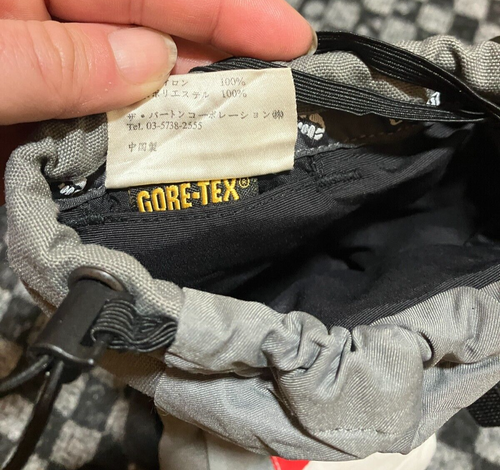 ロン 100%
ポリエステル 100%
ザ・バートンコーポレーション㈱
Tel. 03-5738-2555
中国製
GORE-TEX®